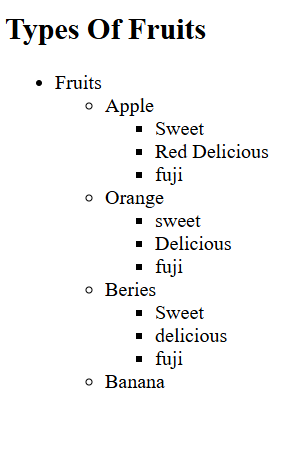 Types Of Fruits
Fruits
Apple
Sweet
Red Delicious
fuji
Orange
sweet
Delicious
fuji
Beries
Sweet
delicious
fuji
Banana